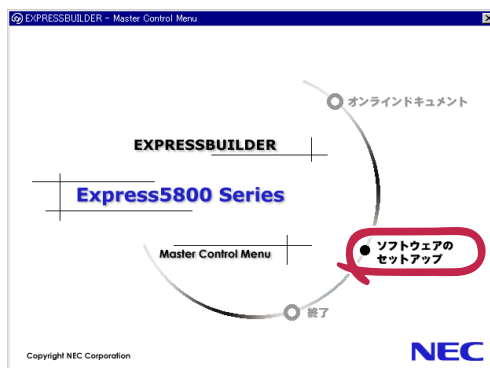 EXPRESSBUILDER - Master Control Menu
オンラインドキュメント
EXPRESSBUILDER
Express5800 Series
ソフトウェアの
セットアップ
Master Control Menu
終了
Copyright NEC Corporation
NEC